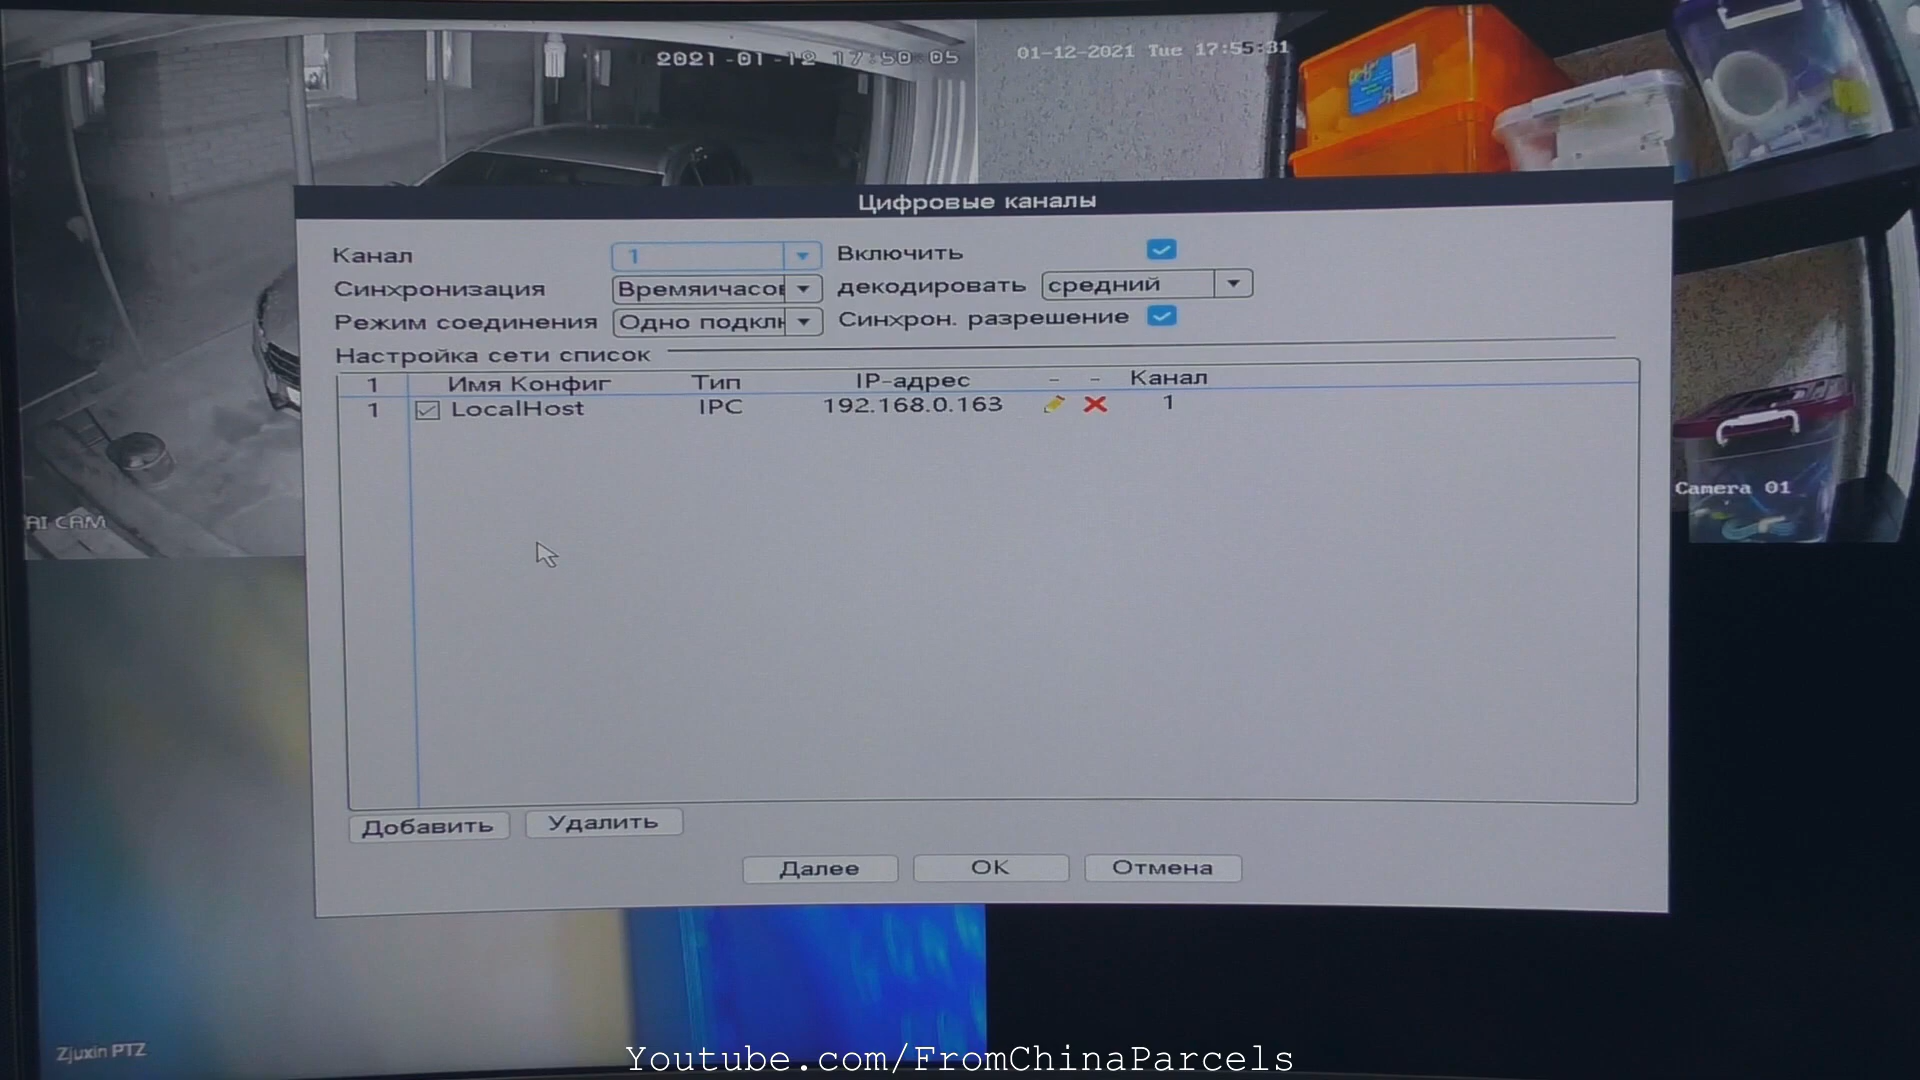 2021-01-12 17:50:05
01-12-2021 Tue 17:55:31
Цифровые каналы
Канал 1 Включить
Синхронизация Времяичасо декодировать средний
Режим соединения Одно подкл Синхрон. разрешение
Настройка сети список
1 Имя Конфиг Тип IP-адрес - - Канал
1 LocalHost IPC 192.168.0.163 1
AI CAM
Camera 01
Добавить Удалить
Далее OK Отмена
Zjuxin PTZ
Youtube.com/FromChinaParcels